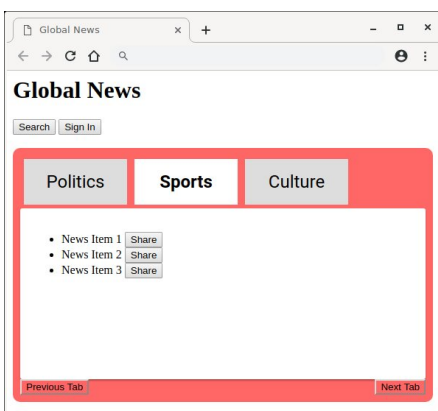 Global News
Global News
Search Sign In
Politics Sports Culture
News Item 1 Share
News Item 2 Share
News Item 3 Share
Previous Tab Next Tab